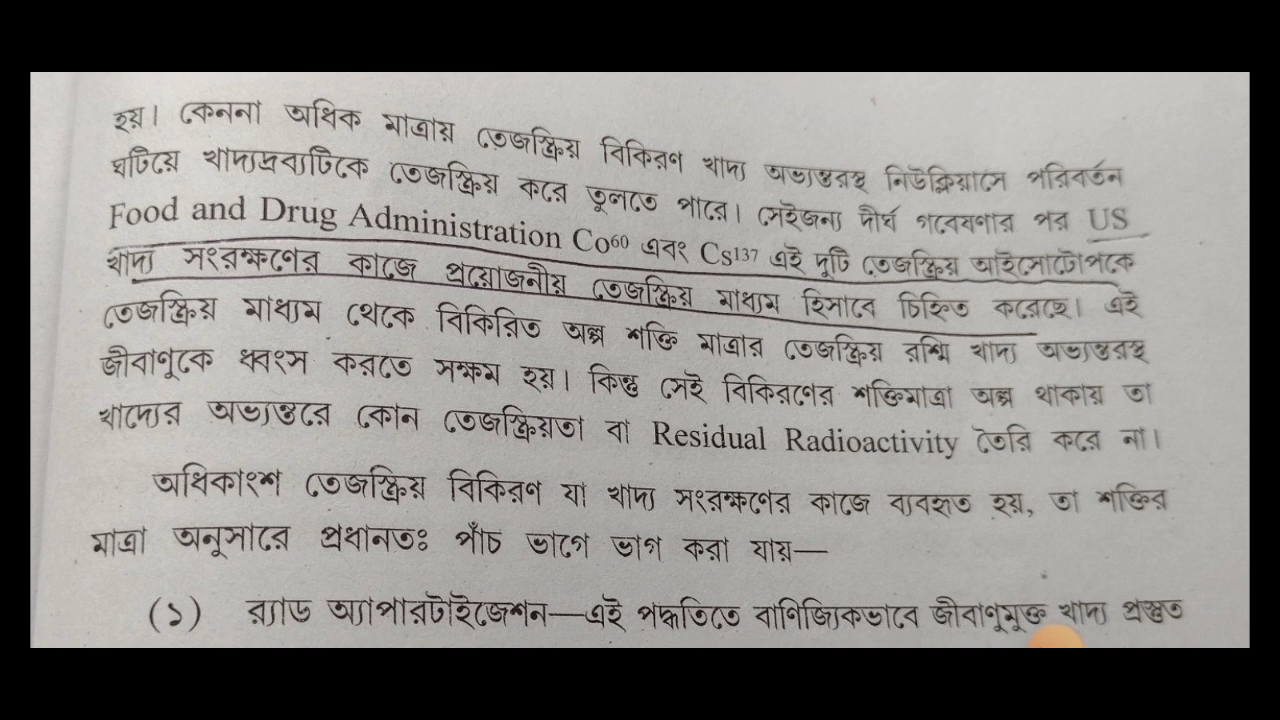 হয়। কেননা অধিক মাত্রায় তেজস্ক্রিয় বিকিরণ খাদ্য অভ্যন্তরস্থ নিউক্লিয়াসে পরিবর্তন
ঘটিয়ে খাদ্যদ্রব্যটিকে তেজস্ক্রিয় করে তুলতে পারে। সেইজন্য দীর্ঘ গবেষণার পর US
Food and Drug Administration Co⁶⁰ এবং Cs¹³⁷ এই দুটি তেজস্ক্রিয় আইসোটোপকে
খাদ্য সংরক্ষণের কাজে প্রয়োজনীয় তেজস্ক্রিয় মাধ্যম হিসাবে চিহ্নিত করেছে। এই
তেজস্ক্রিয় মাধ্যম থেকে বিকিরিত অল্প শক্তি মাত্রার তেজস্ক্রিয় রশ্মি খাদ্য অভ্যন্তরস্থ
জীবাণুকে ধ্বংস করতে সক্ষম হয়। কিন্তু সেই বিকিরণের শক্তিমাত্রা অল্প থাকায় তা
খাদ্যের অভ্যন্তরে কোন তেজস্ক্রিয়তা বা Residual Radioactivity তৈরি করে না।
অধিকাংশ তেজস্ক্রিয় বিকিরণ যা খাদ্য সংরক্ষণের কাজে ব্যবহৃত হয়, তা শক্তির
মাত্রা অনুসারে প্রধানতঃ পাঁচ ভাগে ভাগ করা যায়—
(১) র‍্যাড অ্যাপারটাইজেশন—এই পদ্ধতিতে বাণিজ্যিকভাবে জীবাণুমুক্ত খাদ্য প্রস্তুত